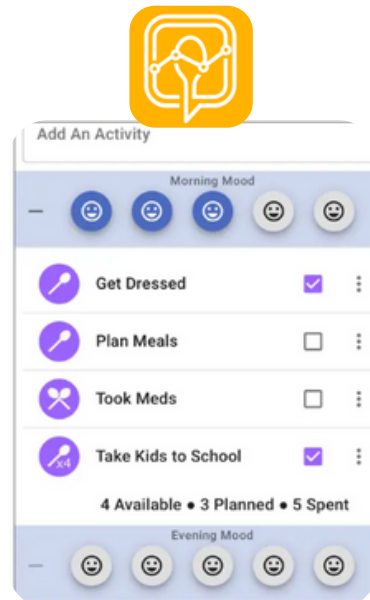 Add An Activity
Morning Mood
Get Dressed
Plan Meals
Took Meds
x4
Take Kids to School
4 Available ● 3 Planned ● 5 Spent
Evening Mood